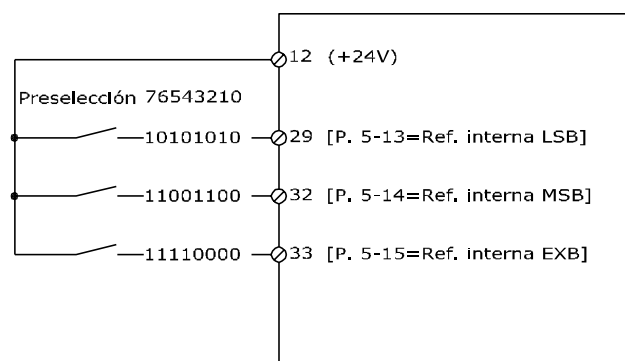 12 (+24V)
Preselección 76543210
10101010 29 [P. 5-13=Ref. interna LSB]
11001100 32 [P. 5-14=Ref. interna MSB]
11110000 33 [P. 5-15=Ref. interna EXB]